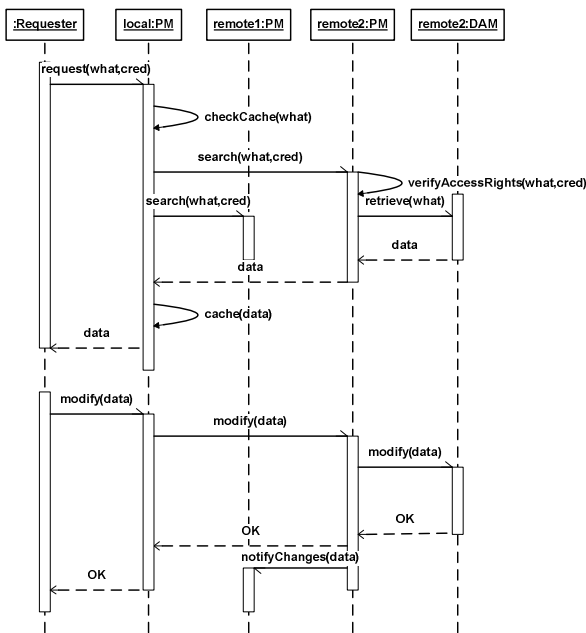 :Requester
local:PM
remote1:PM
remote2:PM
remote2:DAM
request(what,cred)
checkCache(what)
search(what,cred)
verifyAccessRights(what,cred)
search(what,cred)
retrieve(what)
data
data
cache(data)
data
modify(data)
modify(data)
modify(data)
OK
OK
notifyChanges(data)
OK